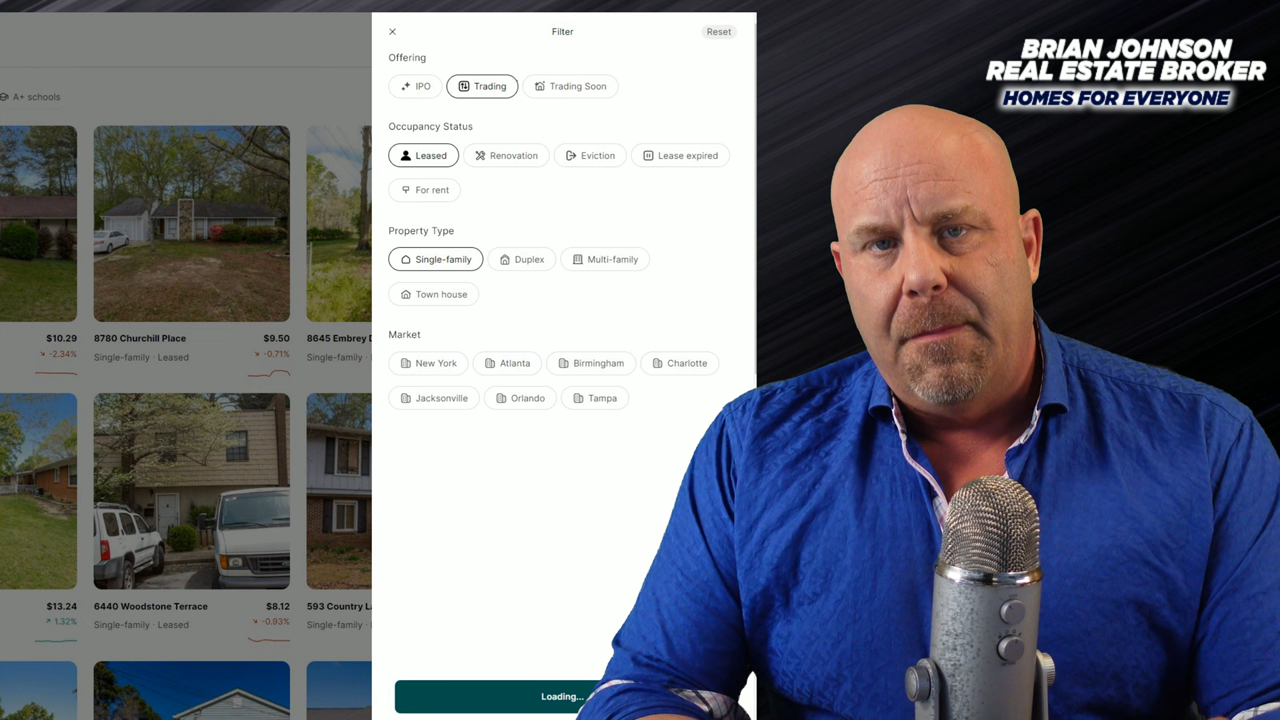 Filter
Reset
Offering
IPO
Trading
Trading Soon
Occupancy Status
Leased
Renovation
Eviction
Lease expired
For rent
Property Type
Single-family
Duplex
Multi-family
Town house
Market
New York
Atlanta
Birmingham
Charlotte
Jacksonville
Orlando
Tampa
Loading...
A+ schools
$10.29
-2.34%
8780 Churchill Place $9.50
Single-family · Leased -0.71%
8645 Embrey
Single-family ·
$13.24
1.32%
6440 Woodstone Terrace $8.12
Single-family · Leased -0.93%
593 Country
Single-family ·
BRIAN JOHNSON
REAL ESTATE BROKER
HOMES FOR EVERYONE